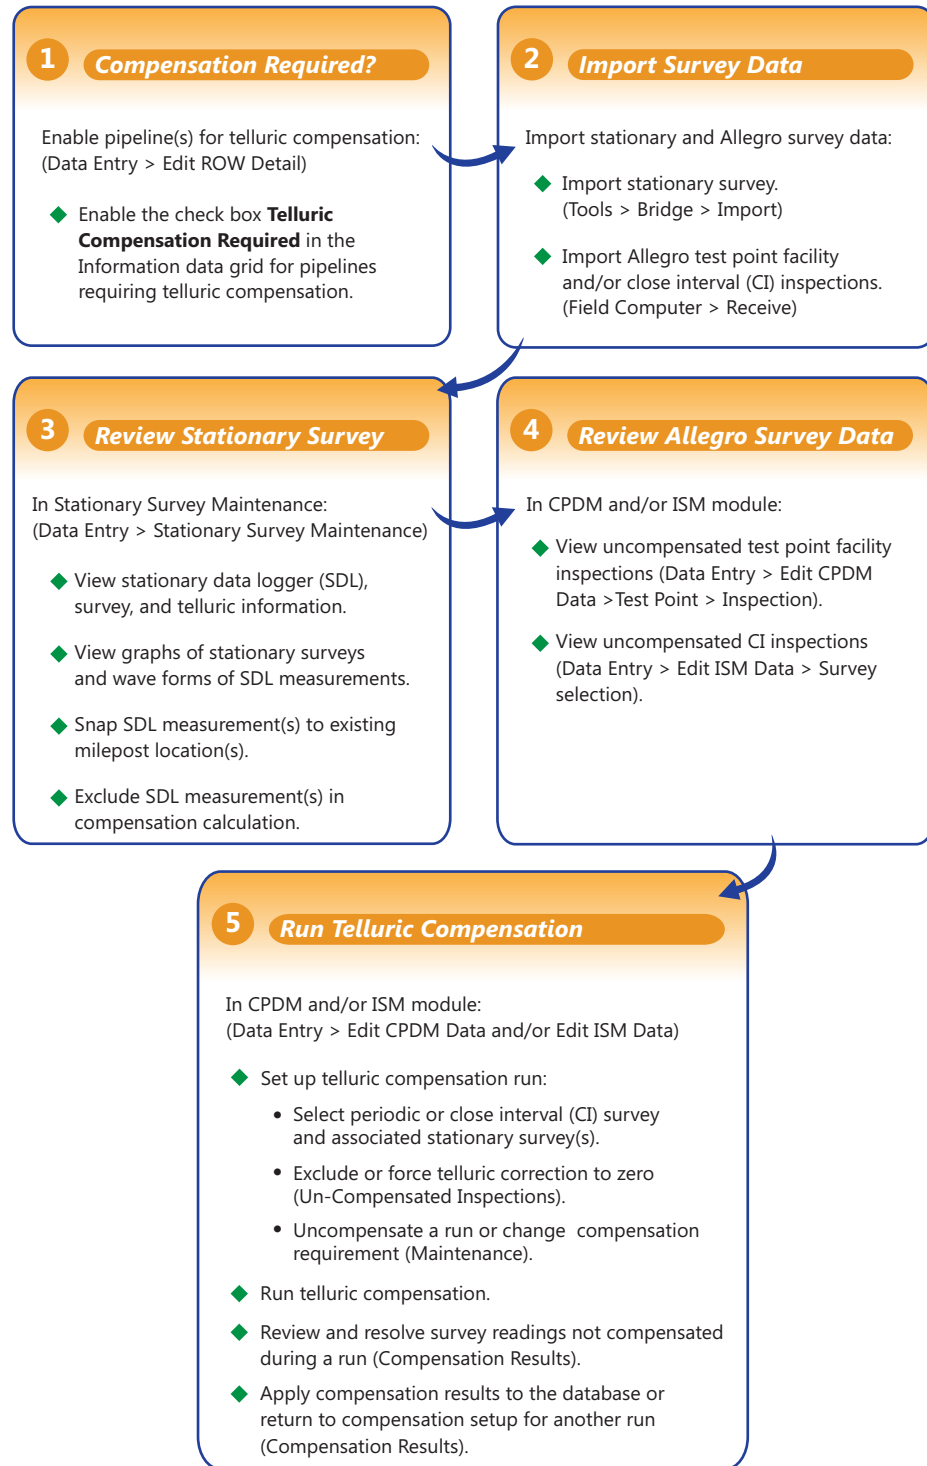 1 Compensation Required?
Enable pipeline(s) for telluric compensation:
(Data Entry > Edit ROW Detail)
Enable the check box Telluric
Compensation Required in the
Information data grid for pipelines
requiring telluric compensation.
2 Import Survey Data
Import stationary and Allegro survey data:
Import stationary survey.
(Tools > Bridge > Import)
Import Allegro test point facility
and/or close interval (CI) inspections.
(Field Computer > Receive)
3 Review Stationary Survey
In Stationary Survey Maintenance:
(Data Entry > Stationary Survey Maintenance)
View stationary data logger (SDL),
survey, and telluric information.
View graphs of stationary surveys
and wave forms of SDL measurements.
Snap SDL measurement(s) to existing
milepost location(s).
Exclude SDL measurement(s) in
compensation calculation.
4 Review Allegro Survey Data
In CPDM and/or ISM module:
View uncompensated test point facility
inspections (Data Entry > Edit CPDM
Data >Test Point > Inspection).
View uncompensated CI inspections
(Data Entry > Edit ISM Data > Survey
selection).
5 Run Telluric Compensation
In CPDM and/or ISM module:
(Data Entry > Edit CPDM Data and/or Edit ISM Data)
Set up telluric compensation run:
• Select periodic or close interval (CI) survey
and associated stationary survey(s).
• Exclude or force telluric correction to zero
(Un-Compensated Inspections).
• Uncompensate a run or change compensation
requirement (Maintenance).
Run telluric compensation.
Review and resolve survey readings not compensated
during a run (Compensation Results).
Apply compensation results to the database or
return to compensation setup for another run
(Compensation Results).